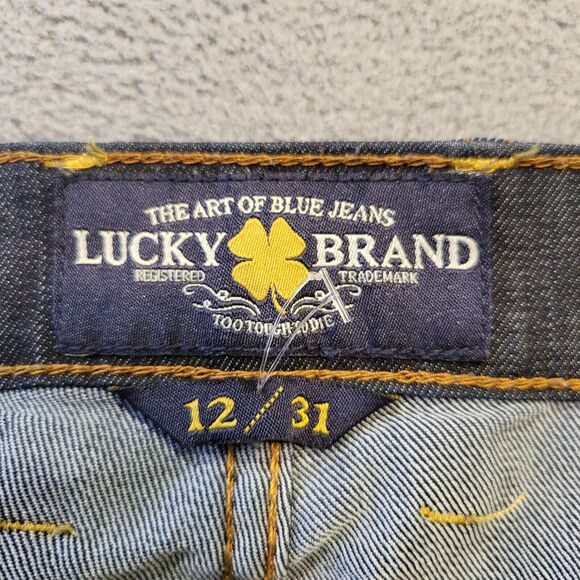 THE ART OF BLUE JEANS
LUCKY BRAND
REGISTERED TRADEMARK
TOO TOUGH TO DIE
12 / 31